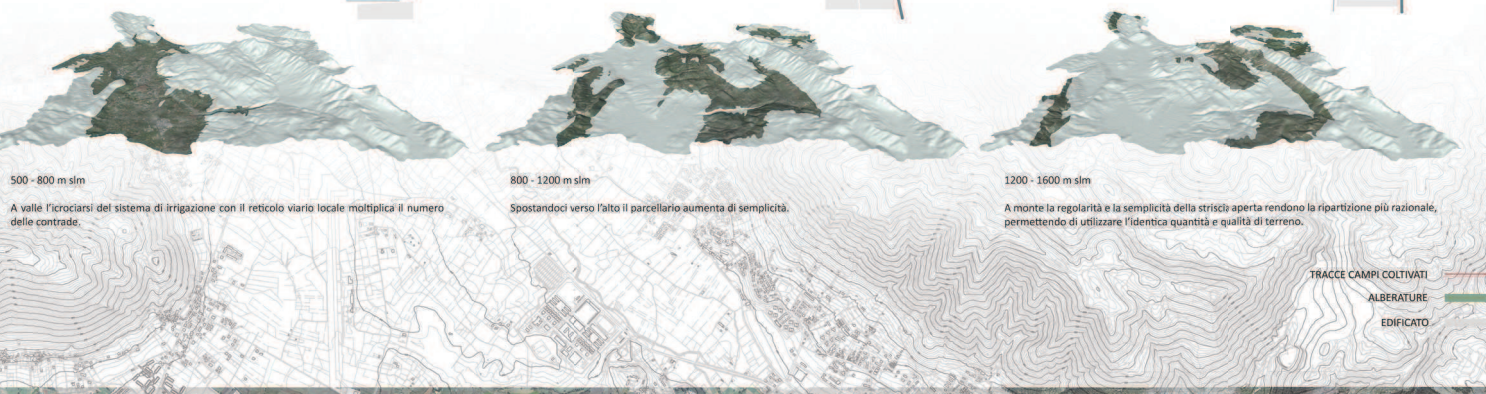 500 - 800 m slm
A valle l'icrociarsi del sistema di irrigazione con il reticolo viario locale moltiplica il numero
delle contrade.
800 - 1200 m slm
Spostandoci verso l'alto il parcellario aumenta di semplicità.
1200 - 1600 m slm
A monte la regolarità e la semplicità della striscia aperta rendono la ripartizione più razionale,
permettendo di utilizzare l'identica quantità e qualità di terreno.
TRACCE CAMPI COLTIVATI
ALBERATURE
EDIFICATO